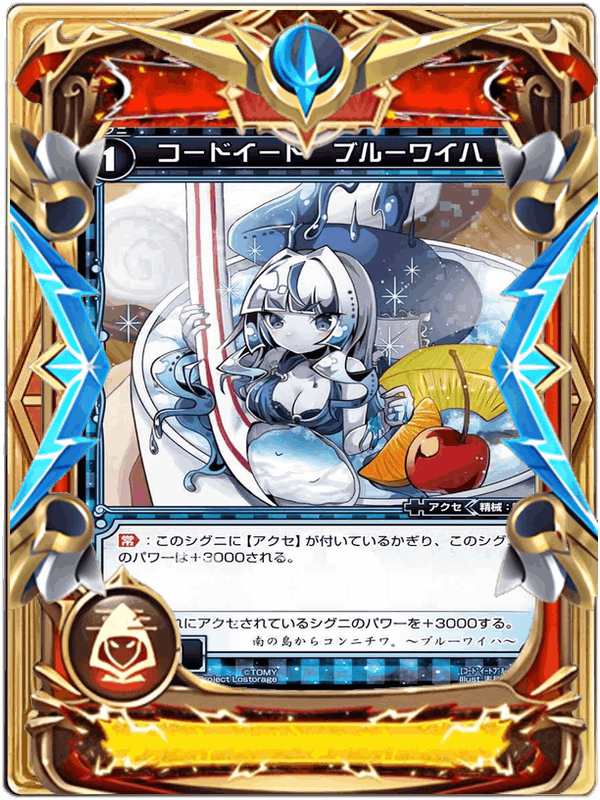 1
コードイート ブルーワイハ
アクセ 精械:
常:このシグニに【アクセ】が付いているかぎり、このシグ
のパワーは+3000される。
にアクセされているシグニのパワーを+3000する。
南の島からコンニチワ。~ブルーワイハ~
©TOMY
roject Lostorage